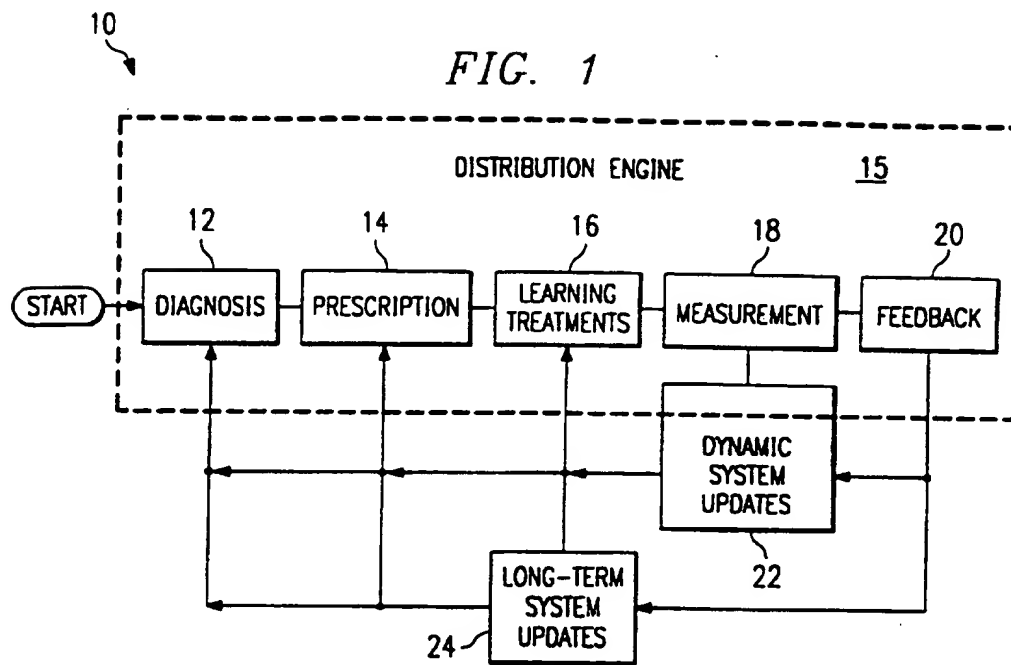 10
FIG. 1
DISTRIBUTION ENGINE 15
12
14
16
18
20
START
DIAGNOSIS
PRESCRIPTION
LEARNING
TREATMENTS
MEASUREMENT
FEEDBACK
DYNAMIC
SYSTEM
UPDATES
22
LONG-TERM
SYSTEM
UPDATES
24